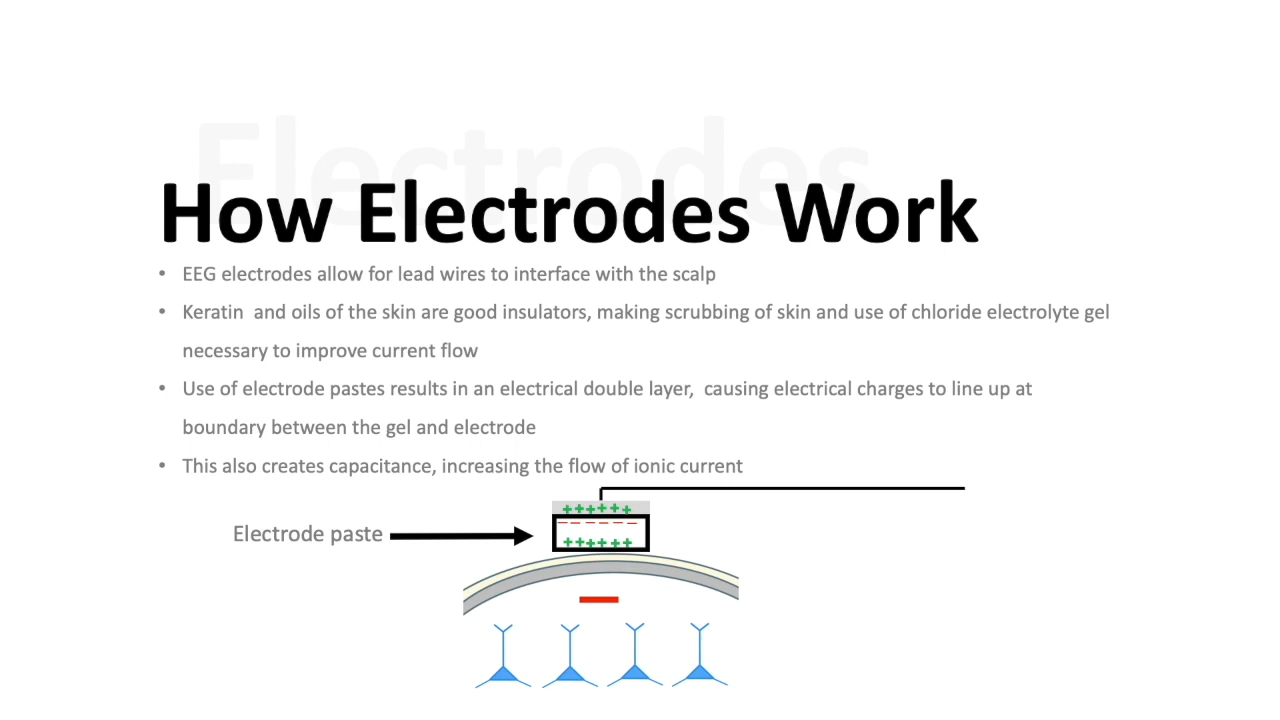 Electrodes
How Electrodes Work
• EEG electrodes allow for lead wires to interface with the scalp
• Keratin  and oils of the skin are good insulators, making scrubbing of skin and use of chloride electrolyte gel
necessary to improve current flow
• Use of electrode pastes results in an electrical double layer,  causing electrical charges to line up at
boundary between the gel and electrode
• This also creates capacitance, increasing the flow of ionic current
++++++
– – – – – –
Electrode paste
++++++